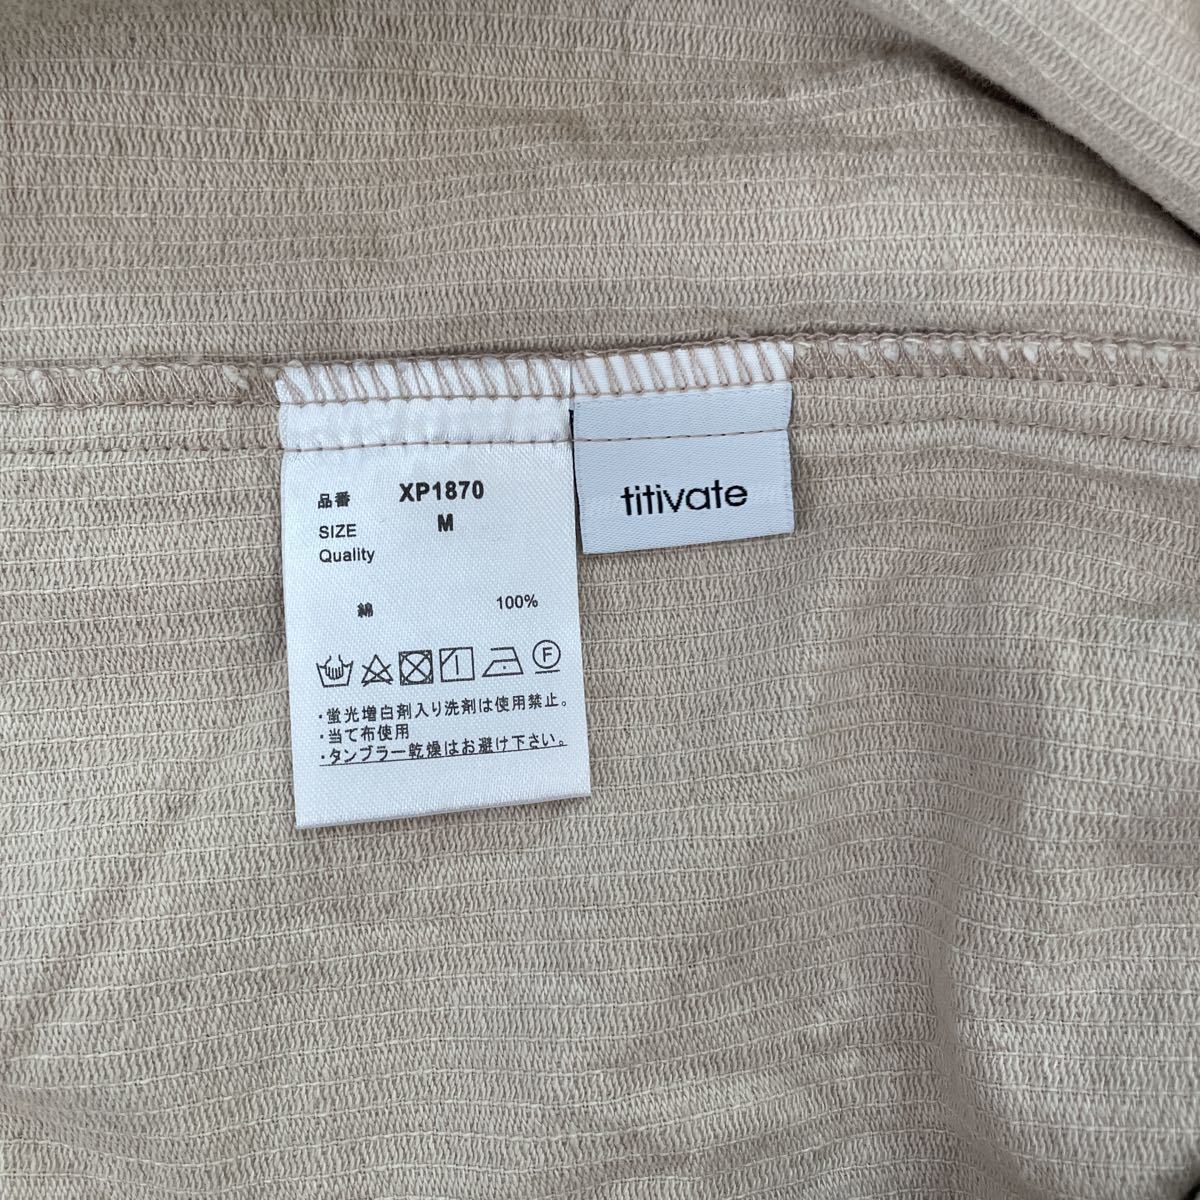 品番 XP1870
SIZE M
Quality
綿 100%
F
・蛍光増白剤入り洗剤は使用禁止。
・当て布使用
・タンブラー乾燥はお避け下さい。
titivate